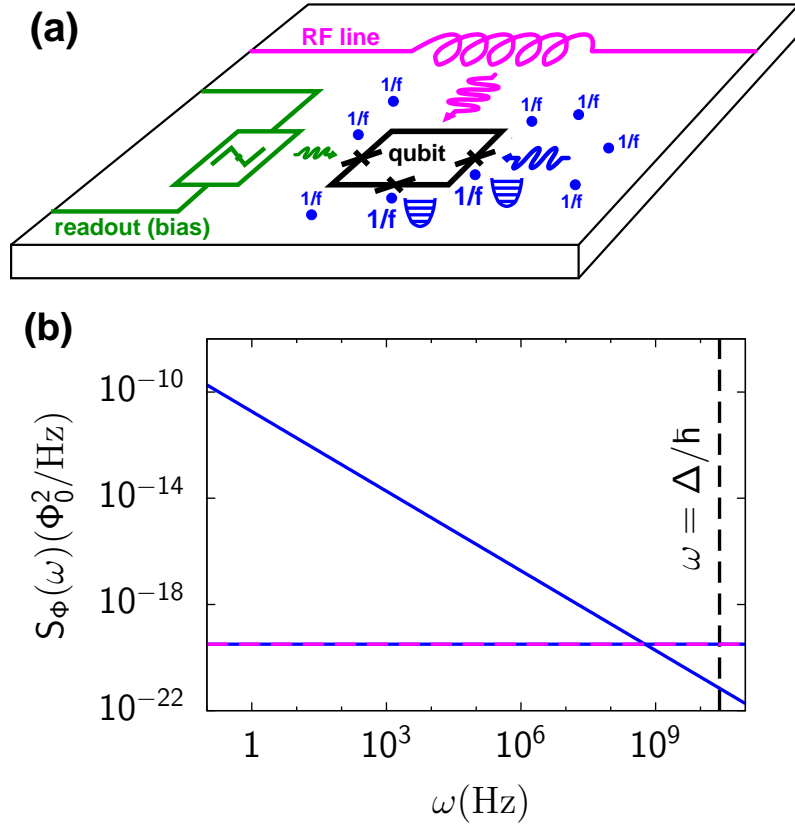 (a)
RF line
1/f
1/f
1/f
1/f
1/f
1/f
qubit
1/f
1/f
1/f
1/f
readout (bias)
(b)
S_Φ(ω)(Φ_0^2/Hz)
10^{-10}
10^{-14}
10^{-18}
10^{-22}
ω = Δ/ħ
1
10^3
10^6
10^9
ω(Hz)